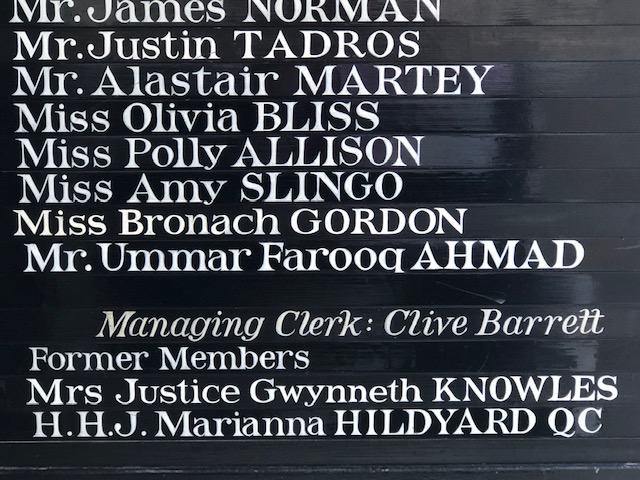 Mr. James NORMAN
Mr. Justin TADROS
Mr. Alastair MARTEY
Miss Olivia BLISS
Miss Polly ALLISON
Miss Amy SLINGO
Miss Bronach GORDON
Mr. Ummar Farooq AHMAD
Managing Clerk: Clive Barrett
Former Members
Mrs Justice Gwynneth KNOWLES
H.H.J. Marianna HILDYARD QC